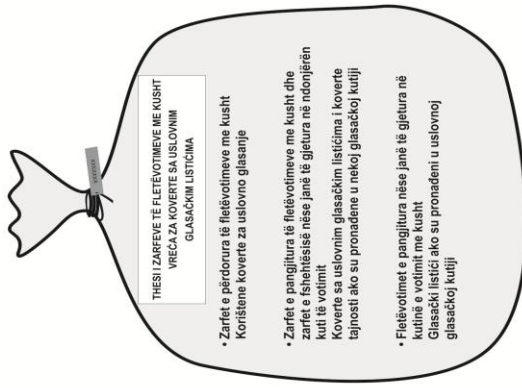 THESI I ZARFEVE TË FLETËVOTIMEVE ME KUSHT
VREĆA ZA KOVERTE SA USLOVNIM
GLASAČKIM LISTIĆIMA
• Zarfet e përdorura të fletëvotimeve me kusht
Korištene koverte za uslovno glasanje
• Zarfet e pangjitura të fletëvotimeve me kusht dhe
zarfet e fshehtësisë nëse janë të gjetura në ndonjërën
kuti të votimit
Koverte sa uslovnim glasačkim listićima i koverte
tajnosti ako su pronađene u nekoj glasačkoj kutiji
• Fletëvotimet e pangjitura nëse janë të gjetura në
kutinë e votimit me kusht
Glasački listići ako su pronađeni u uslovnoj
glasačkoj kutiji